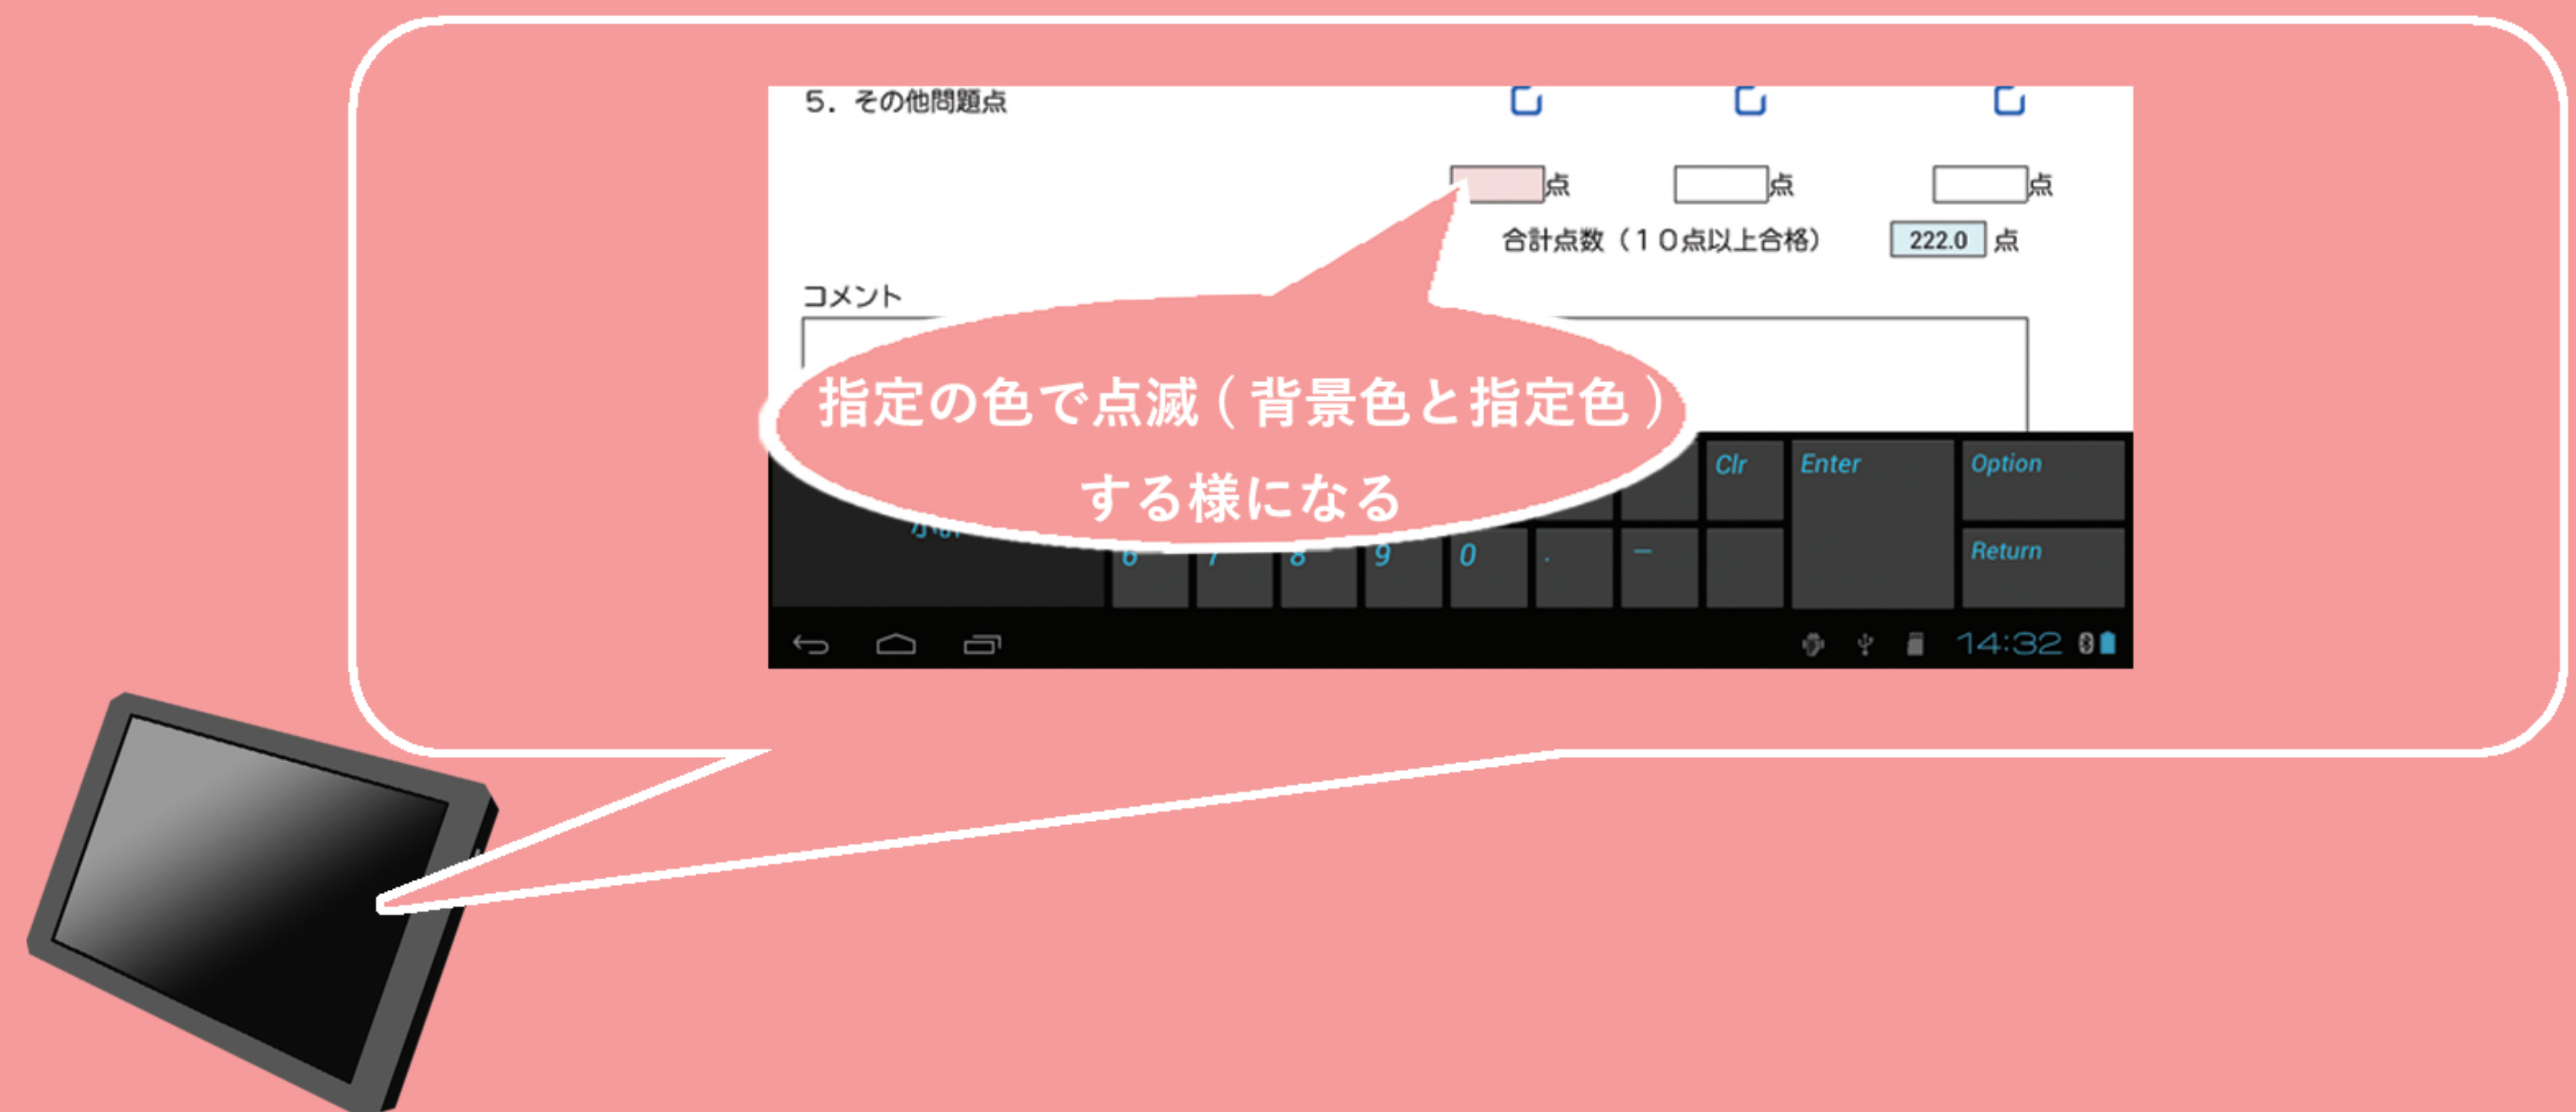 5．その他問題点
点 点 点
合計点数（１０点以上合格） 222.0 点
コメント
指定の色で点滅（背景色と指定色）
する様になる
Clr Enter Option
6 7 8 9 0 . − Return
14:32